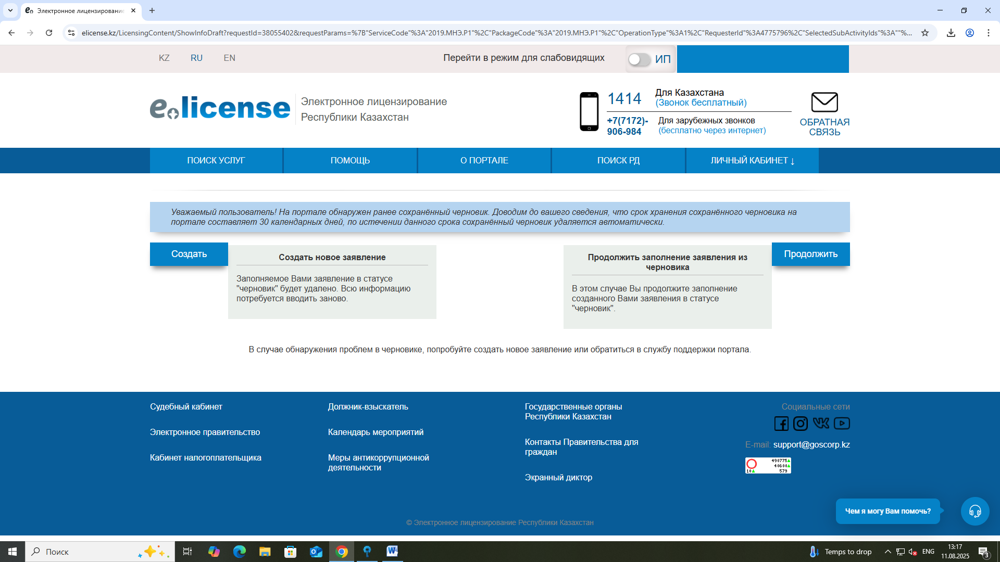 Электронное лицензирование
elicense.kz/LicensingContent/ShowInfoDraft?requestId=38055402&requestParams=%7B"ServiceCode"%3A"2019.МНЭ.Р1"%2C"PackageCode"%3A"2019.МНЭ.Р1"%2C"OperationType"%3A1%2C"RequesterId"%3A4775796%2C"SelectedSubActivityIds"%3A""%...
KZ RU EN Перейти в режим для слабовидящих ИП
e license
Электронное лицензирование
Республики Казахстан
1414 Для Казахстана
(Звонок бесплатный)
+7(7172)-
906-984
Для зарубежных звонков
(бесплатно через интернет)
ОБРАТНАЯ
СВЯЗЬ
ПОИСК УСЛУГ ПОМОЩЬ О ПОРТАЛЕ ПОИСК РД ЛИЧНЫЙ КАБИНЕТ ↓
Уважаемый пользователь! На портале обнаружен ранее сохранённый черновик. Доводим до вашего сведения, что срок хранения сохранённого черновика на
портале составляет 30 календарных дней, по истечении данного срока сохранённый черновик удаляется автоматически.
Создать
Создать новое заявление
Заполняемое Вами заявление в статусе
"черновик" будет удалено. Всю информацию
потребуется вводить заново.
Продолжить заполнение заявления из
черновика
В этом случае Вы продолжите заполнение
созданного Вами заявления в статусе
"черновик".
Продолжить
В случае обнаружения проблем в черновике, попробуйте создать новое заявление или обратиться в службу поддержки портала.
Судебный кабинет
Электронное правительство
Кабинет налогоплательщика
Должник-взыскатель
Календарь мероприятий
Меры антикоррупционной
деятельности
Государственные органы
Республики Казахстан
Контакты Правительства для
граждан
Экранный диктор
Социальные сети
E-mail: support@goscorp.kz
490775
40600
10 579
Чем я могу Вам помочь?
© Электронное лицензирование Республики Казахстан
Поиск
Temps to drop
ENG
13:17
11.08.2025
3